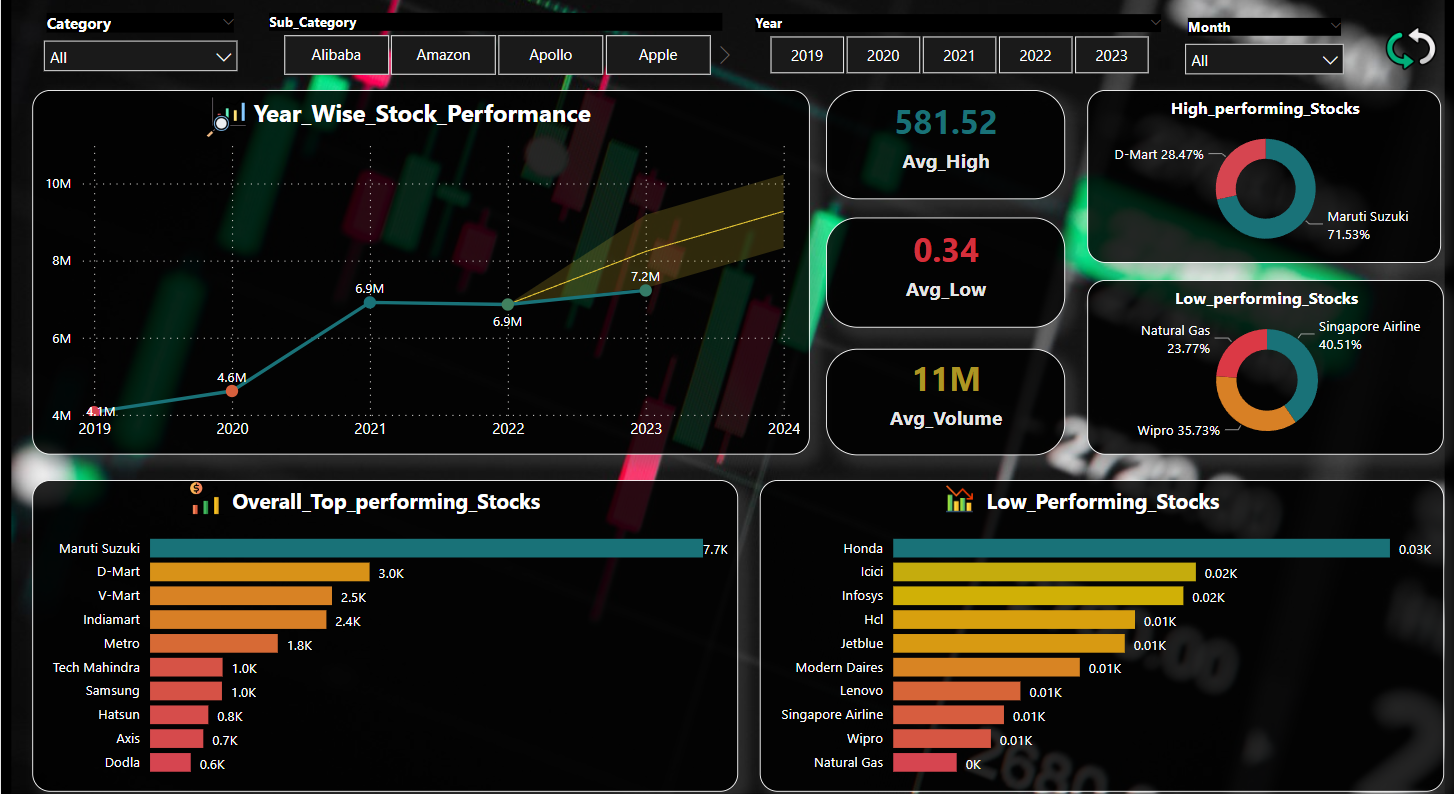 Category
All
Sub_Category
Alibaba
Amazon
Apollo
Apple
Year
2019
2020
2021
2022
2023
Month
All
Year_Wise_Stock_Performance
10M
8M
6M
4M
4.1M
4.6M
6.9M
6.9M
7.2M
2019
2020
2021
2022
2023
2024
581.52
Avg_High
0.34
Avg_Low
11M
Avg_Volume
High_performing_Stocks
D-Mart 28.47%
Maruti Suzuki
71.53%
Low_performing_Stocks
Natural Gas
23.77%
Singapore Airline
40.51%
Wipro 35.73%
$
Overall_Top_performing_Stocks
Maruti Suzuki 7.7K
D-Mart 3.0K
V-Mart 2.5K
Indiamart 2.4K
Metro 1.8K
Tech Mahindra 1.0K
Samsung 1.0K
Hatsun 0.8K
Axis 0.7K
Dodla 0.6K
Low_Performing_Stocks
Honda 0.03K
Icici 0.02K
Infosys 0.02K
Hcl 0.01K
Jetblue 0.01K
Modern Daires 0.01K
Lenovo 0.01K
Singapore Airline 0.01K
Wipro 0.01K
Natural Gas 0K